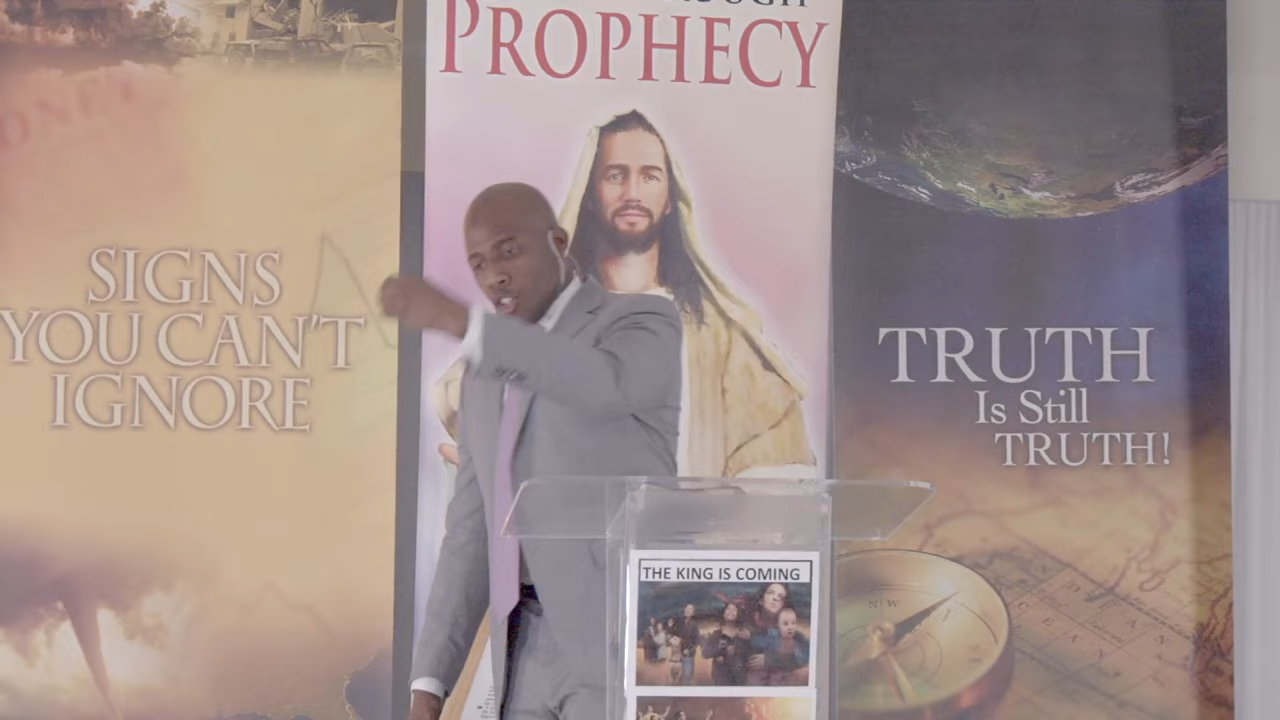 PROPHECY
SIGNS
YOU CAN'T
IGNORE
TRUTH
Is Still
TRUTH!
THE KING IS COMING
N W